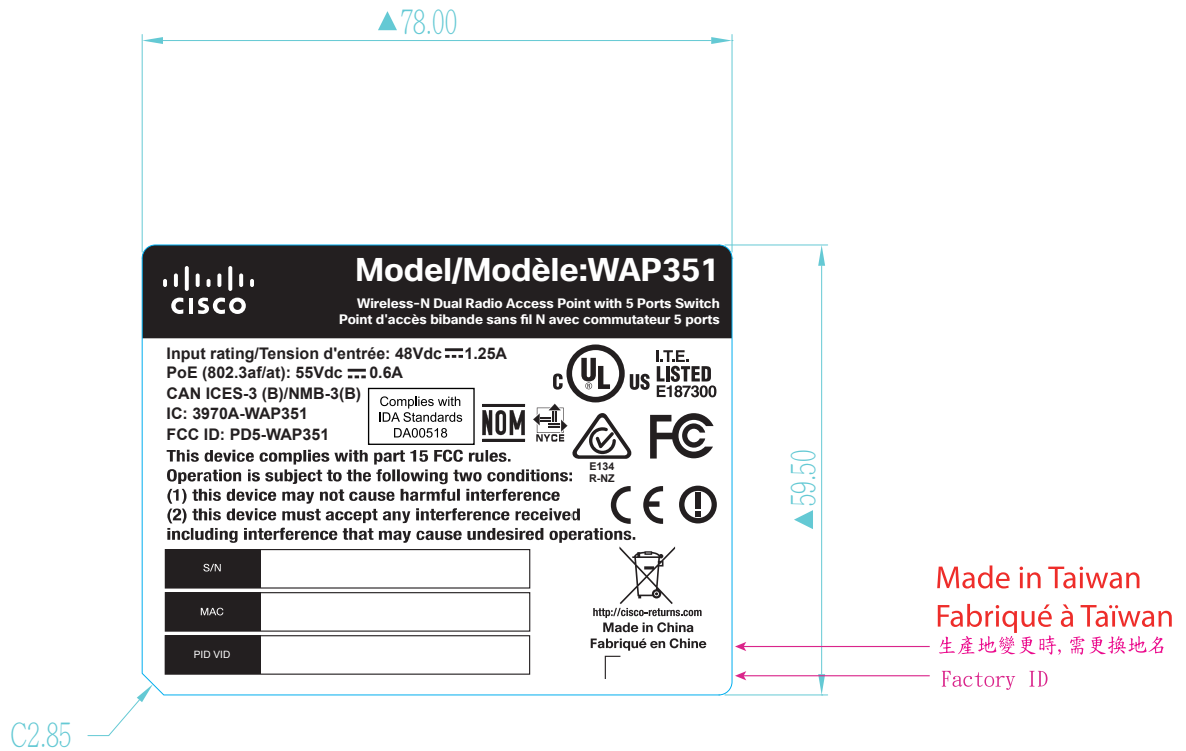 ▲78.00
CISCO
Model/Modèle:WAP351
Wireless-N Dual Radio Access Point with 5 Ports Switch
Point d'accès bibande sans fil N avec commutateur 5 ports
Input rating/Tension d'entrée: 48Vdc ⎓ 1.25A
PoE (802.3af/at): 55Vdc ⎓ 0.6A
CAN ICES-3 (B)/NMB-3(B)
IC: 3970A-WAP351
FCC ID: PD5-WAP351
Complies with
IDA Standards
DA00518
NOM
NYCE
C UL ® US
I.T.E.
LISTED
E187300
E134
R-NZ
FC
CE
This device complies with part 15 FCC rules.
Operation is subject to the following two conditions:
(1) this device may not cause harmful interference
(2) this device must accept any interference received
including interference that may cause undesired operations.
S/N
MAC
PID VID
http://cisco-returns.com
Made in China
Fabriqué en Chine
▲59.50
Made in Taiwan
Fabriqué à Taïwan
生產地變更時,需更換地名
Factory ID
C2.85